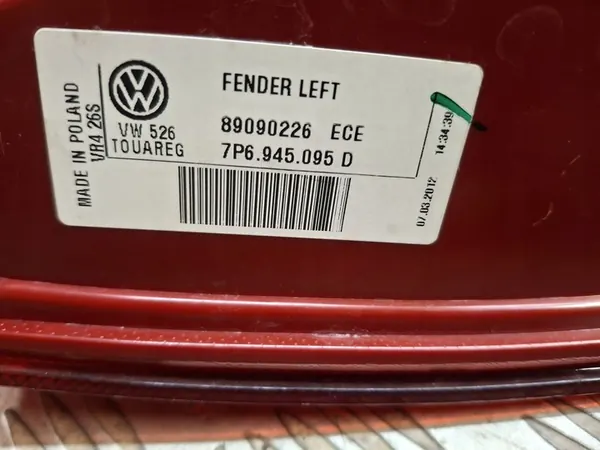 MADE IN POLAND
VR4 26S
VW
VW 526
TOUAREG
FENDER LEFT
89090226 ECE
7P6.945.095 D
07.03.2012 14:34:39